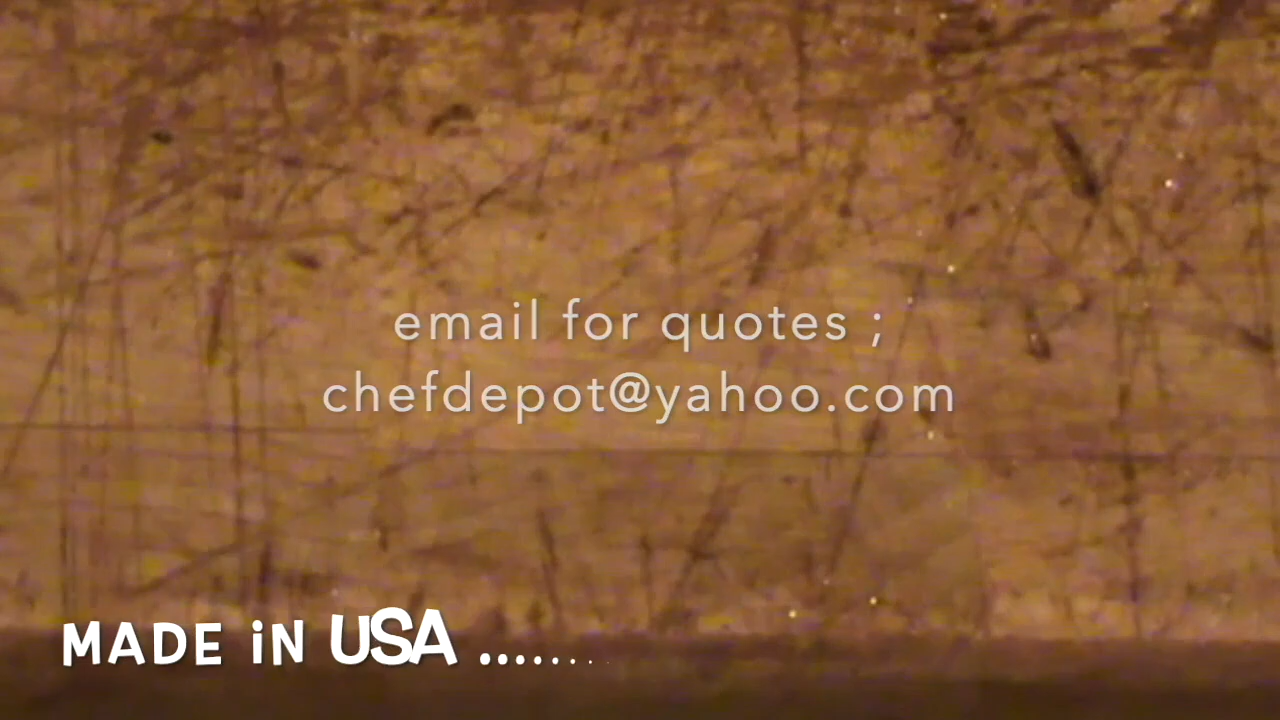 email for quotes ;
chefdepot@yahoo.com
MADE iN USA ..........